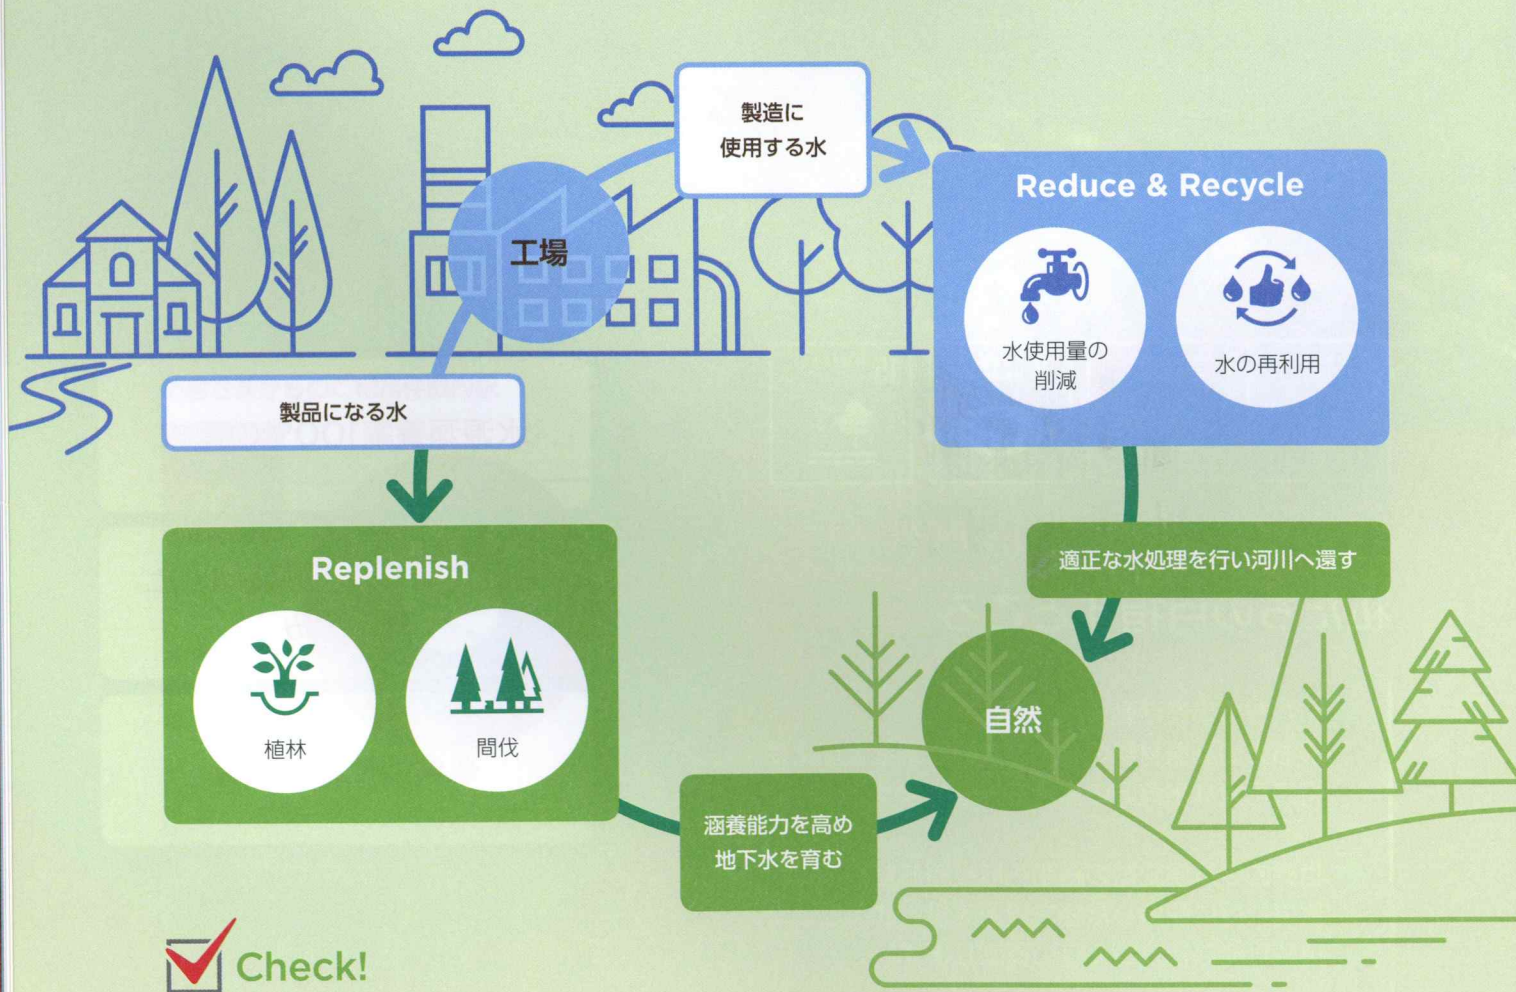 製造に
使用する水
Reduce & Recycle
工場
水使用量の
削減
水の再利用
製品になる水
適正な水処理を行い河川へ還す
Replenish
植林
間伐
自然
涵養能力を高め
地下水を育む
Check!